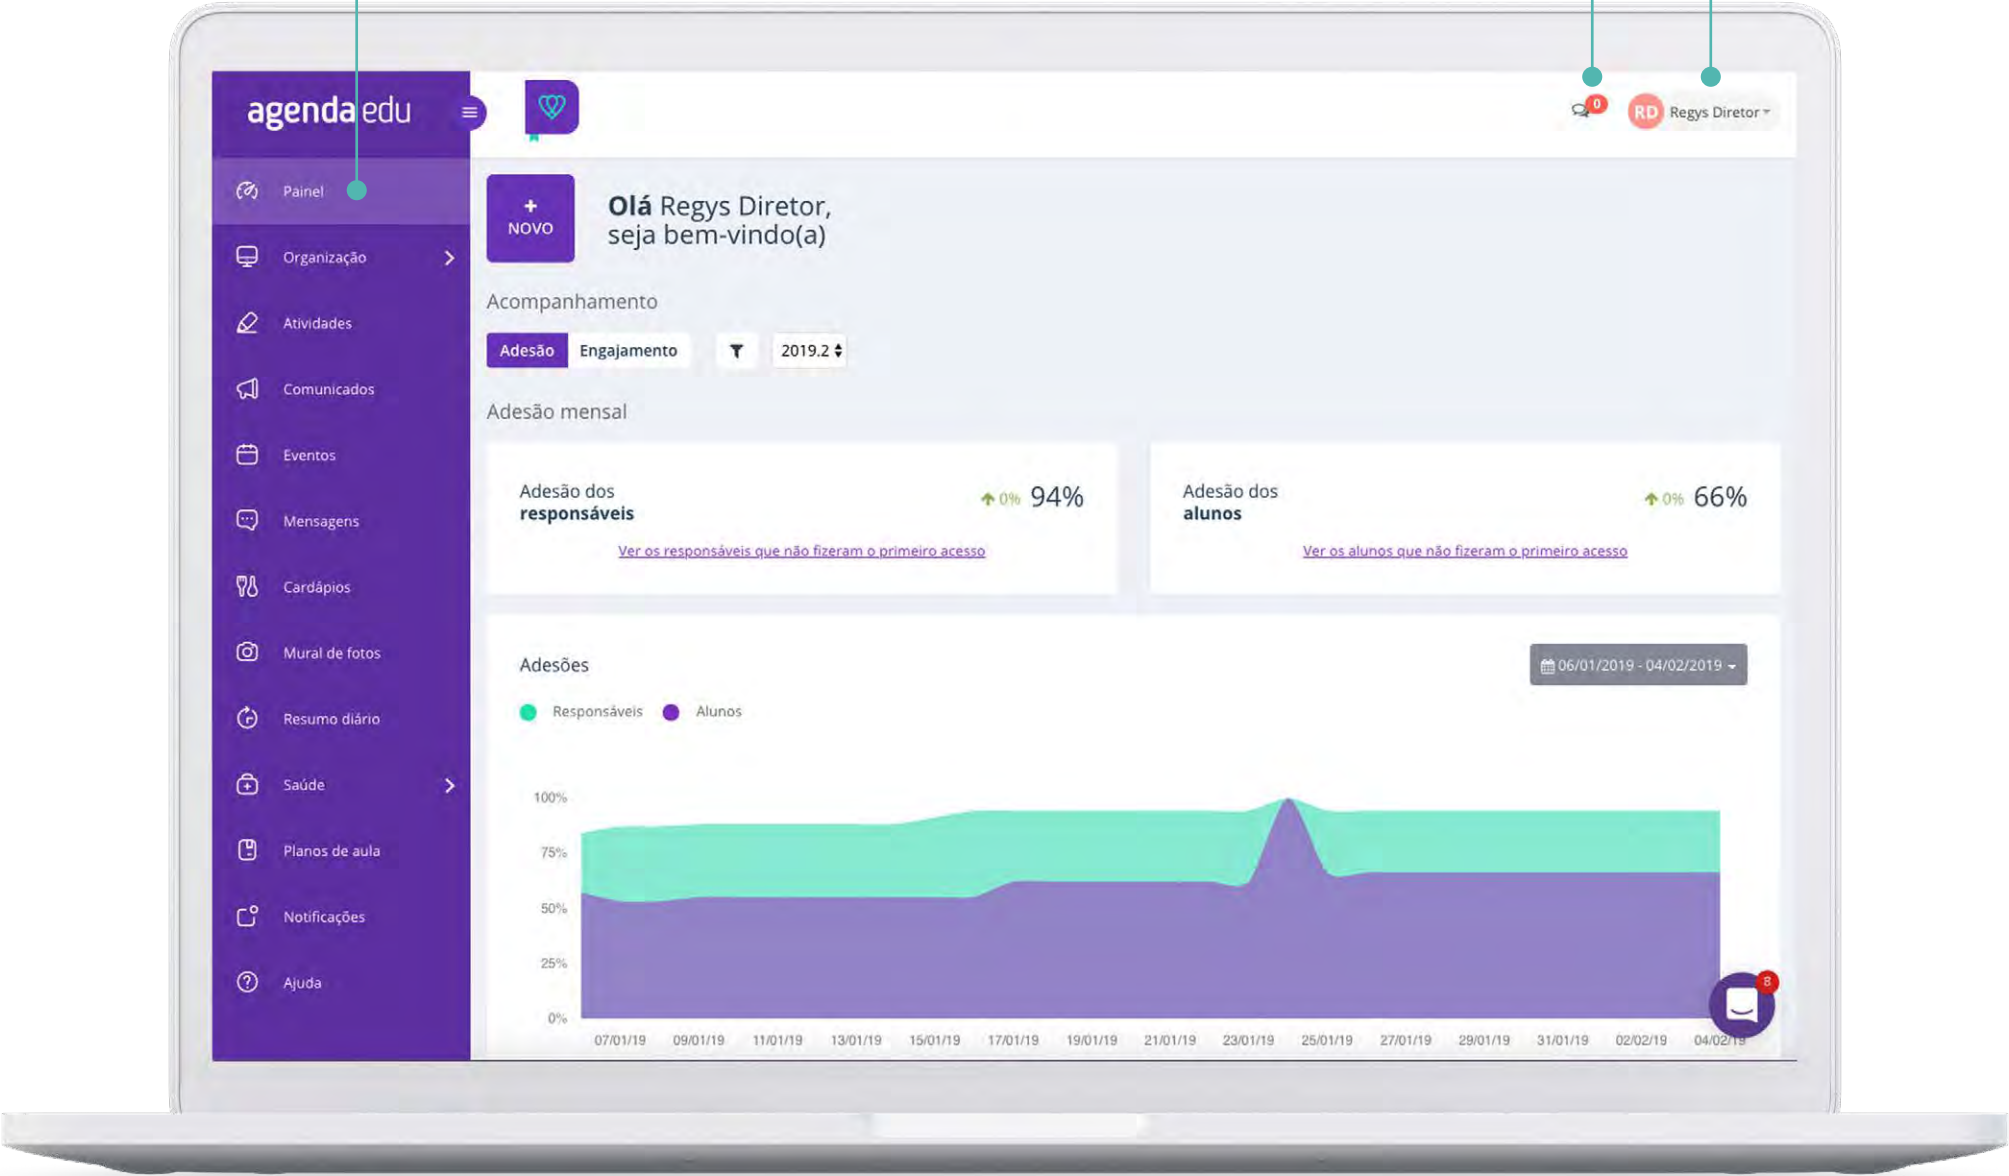 agenda edu
0
RD Regys Diretor
Painel
Organização
Atividades
Comunicados
Eventos
Mensagens
Cardápios
Mural de fotos
Resumo diário
Saúde
Planos de aula
Notificações
Ajuda
+
NOVO
Olá Regys Diretor,
seja bem-vindo(a)
Acompanhamento
Adesão Engajamento 2019.2
Adesão mensal
Adesão dos
responsáveis
0% 94%
Ver os responsáveis que não fizeram o primeiro acesso
Adesão dos
alunos
0% 66%
Ver os alunos que não fizeram o primeiro acesso
Adesões
06/01/2019 - 04/02/2019
Responsáveis Alunos
100%
75%
50%
25%
0%
07/01/19 09/01/19 11/01/19 13/01/19 15/01/19 17/01/19 19/01/19 21/01/19 23/01/19 25/01/19 27/01/19 29/01/19 31/01/19 02/02/19 04/02/19
8